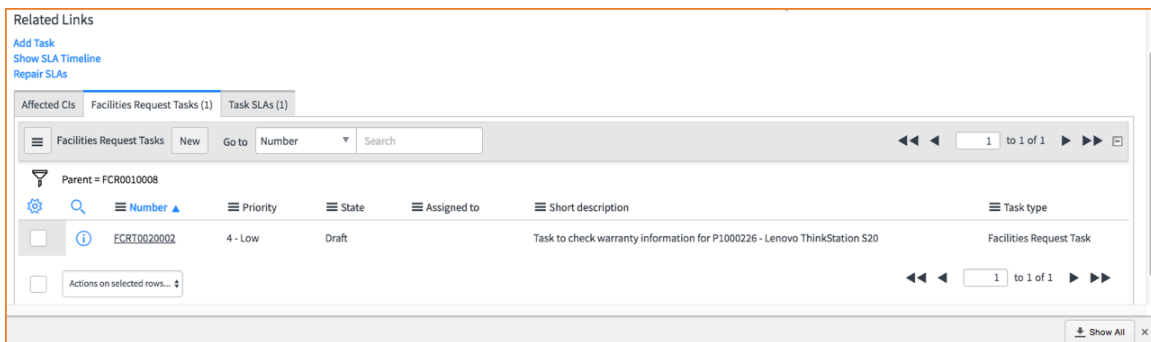 Related Links
Add Task
Show SLA Timeline
Repair SLAs
Affected CIs Facilities Request Tasks (1) Task SLAs (1)
Facilities Request Tasks New Go to Number Search 1 to 1 of 1
Parent = FCR0010008
Number Priority State Assigned to Short description Task type
FCRT0020002 4 - Low Draft Task to check warranty information for P1000226 - Lenovo ThinkStation S20 Facilities Request Task
Actions on selected rows... 1 to 1 of 1
Show All